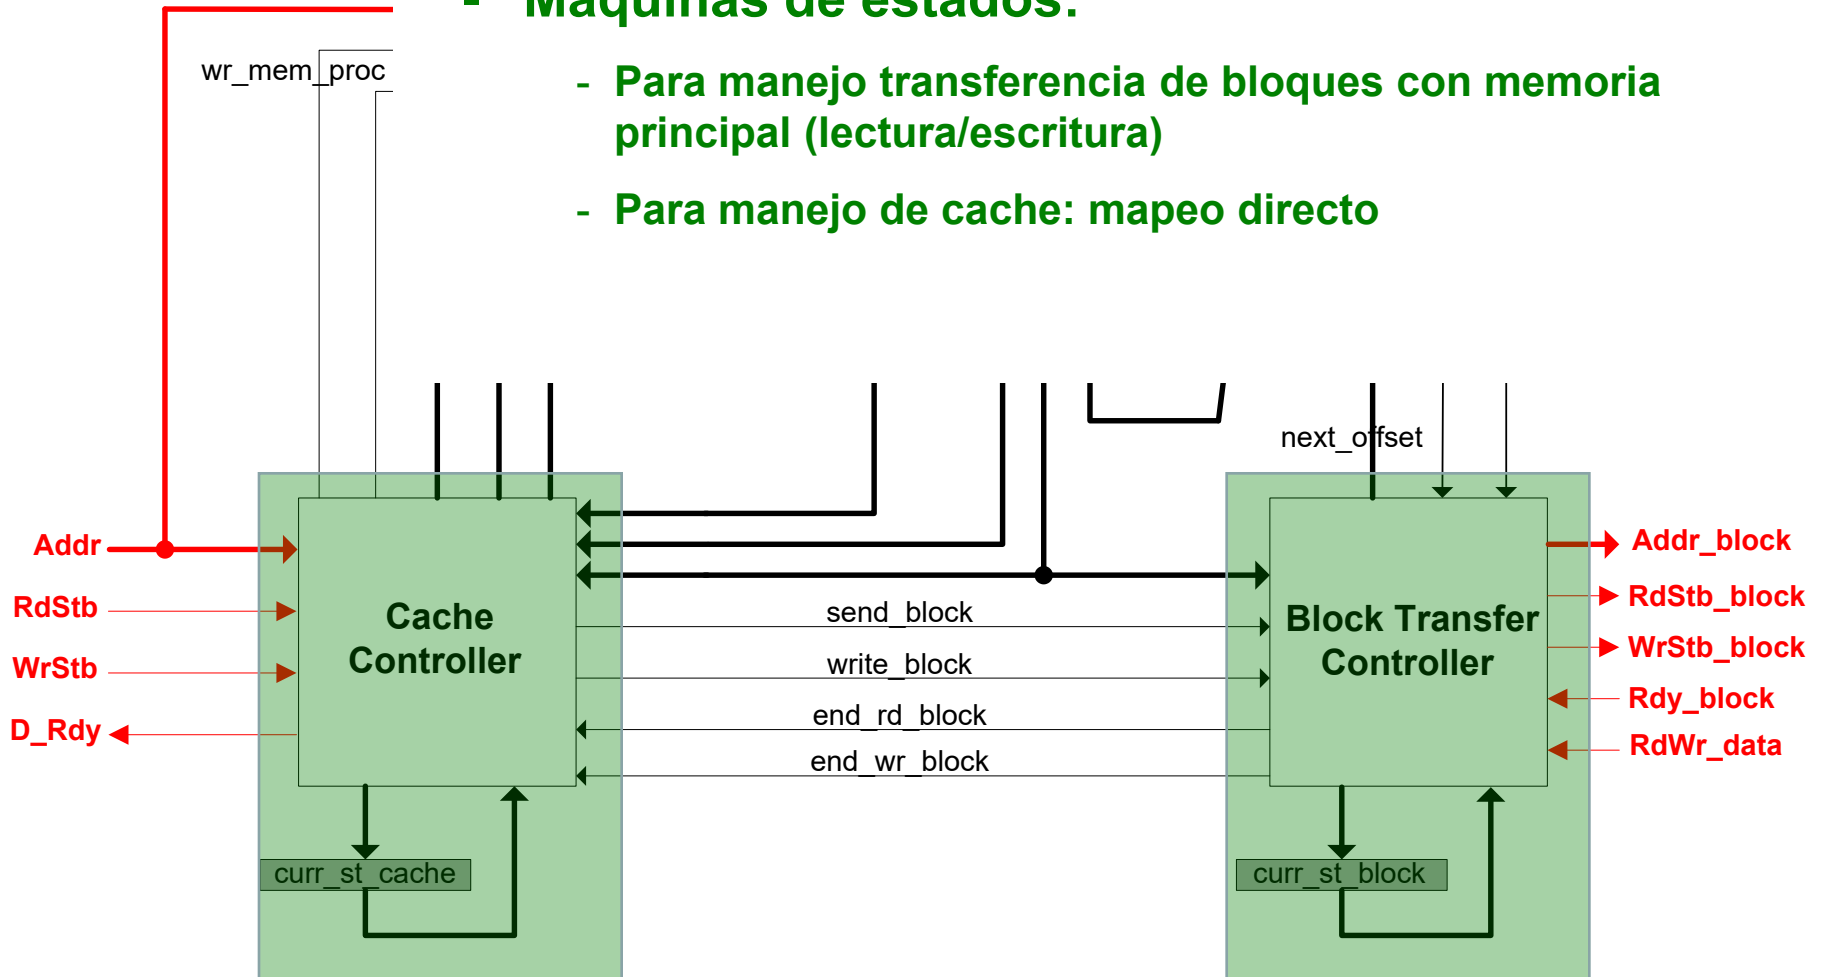 - Máquinas de estados:
wr_mem_proc
- Para manejo transferencia de bloques con memoria
principal (lectura/escritura)
- Para manejo de cache: mapeo directo
next_offset
Addr
RdStb
WrStb
D_Rdy
Cache
Controller
send_block
write_block
end_rd_block
end_wr_block
Block Transfer
Controller
Addr_block
RdStb_block
WrStb_block
Rdy_block
RdWr_data
curr_st_cache
curr_st_block